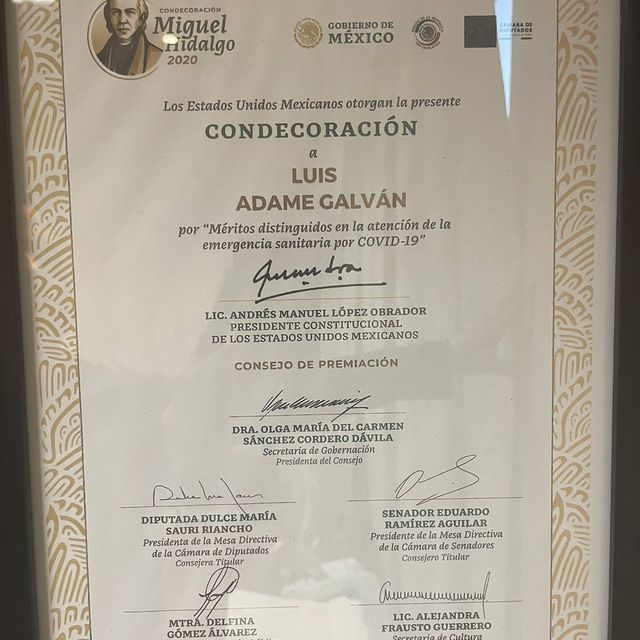 CONDECORACIÓN
Miguel
Hidalgo
2020
GOBIERNO DE
MÉXICO
CÁMARA DE
DIPUTADOS
Los Estados Unidos Mexicanos otorgan la presente
CONDECORACIÓN
a
LUIS
ADAME GALVÁN
por “Méritos distinguidos en la atención de la
emergencia sanitaria por COVID-19”
LIC. ANDRÉS MANUEL LÓPEZ OBRADOR
PRESIDENTE CONSTITUCIONAL
DE LOS ESTADOS UNIDOS MEXICANOS
CONSEJO DE PREMIACIÓN
DRA. OLGA MARÍA DEL CARMEN
SÁNCHEZ CORDERO DÁVILA
Secretaria de Gobernación
Presidenta del Consejo
DIPUTADA DULCE MARÍA
SAURI RIANCHO
Presidenta de la Mesa Directiva
de la Cámara de Diputados
Consejera Titular
SENADOR EDUARDO
RAMÍREZ AGUILAR
Presidente de la Mesa Directiva
de la Cámara de Senadores
Consejero Titular
MTRA. DELFINA
GÓMEZ ÁLVAREZ
LIC. ALEJANDRA
FRAUSTO GUERRERO
Secretaria de Cultura